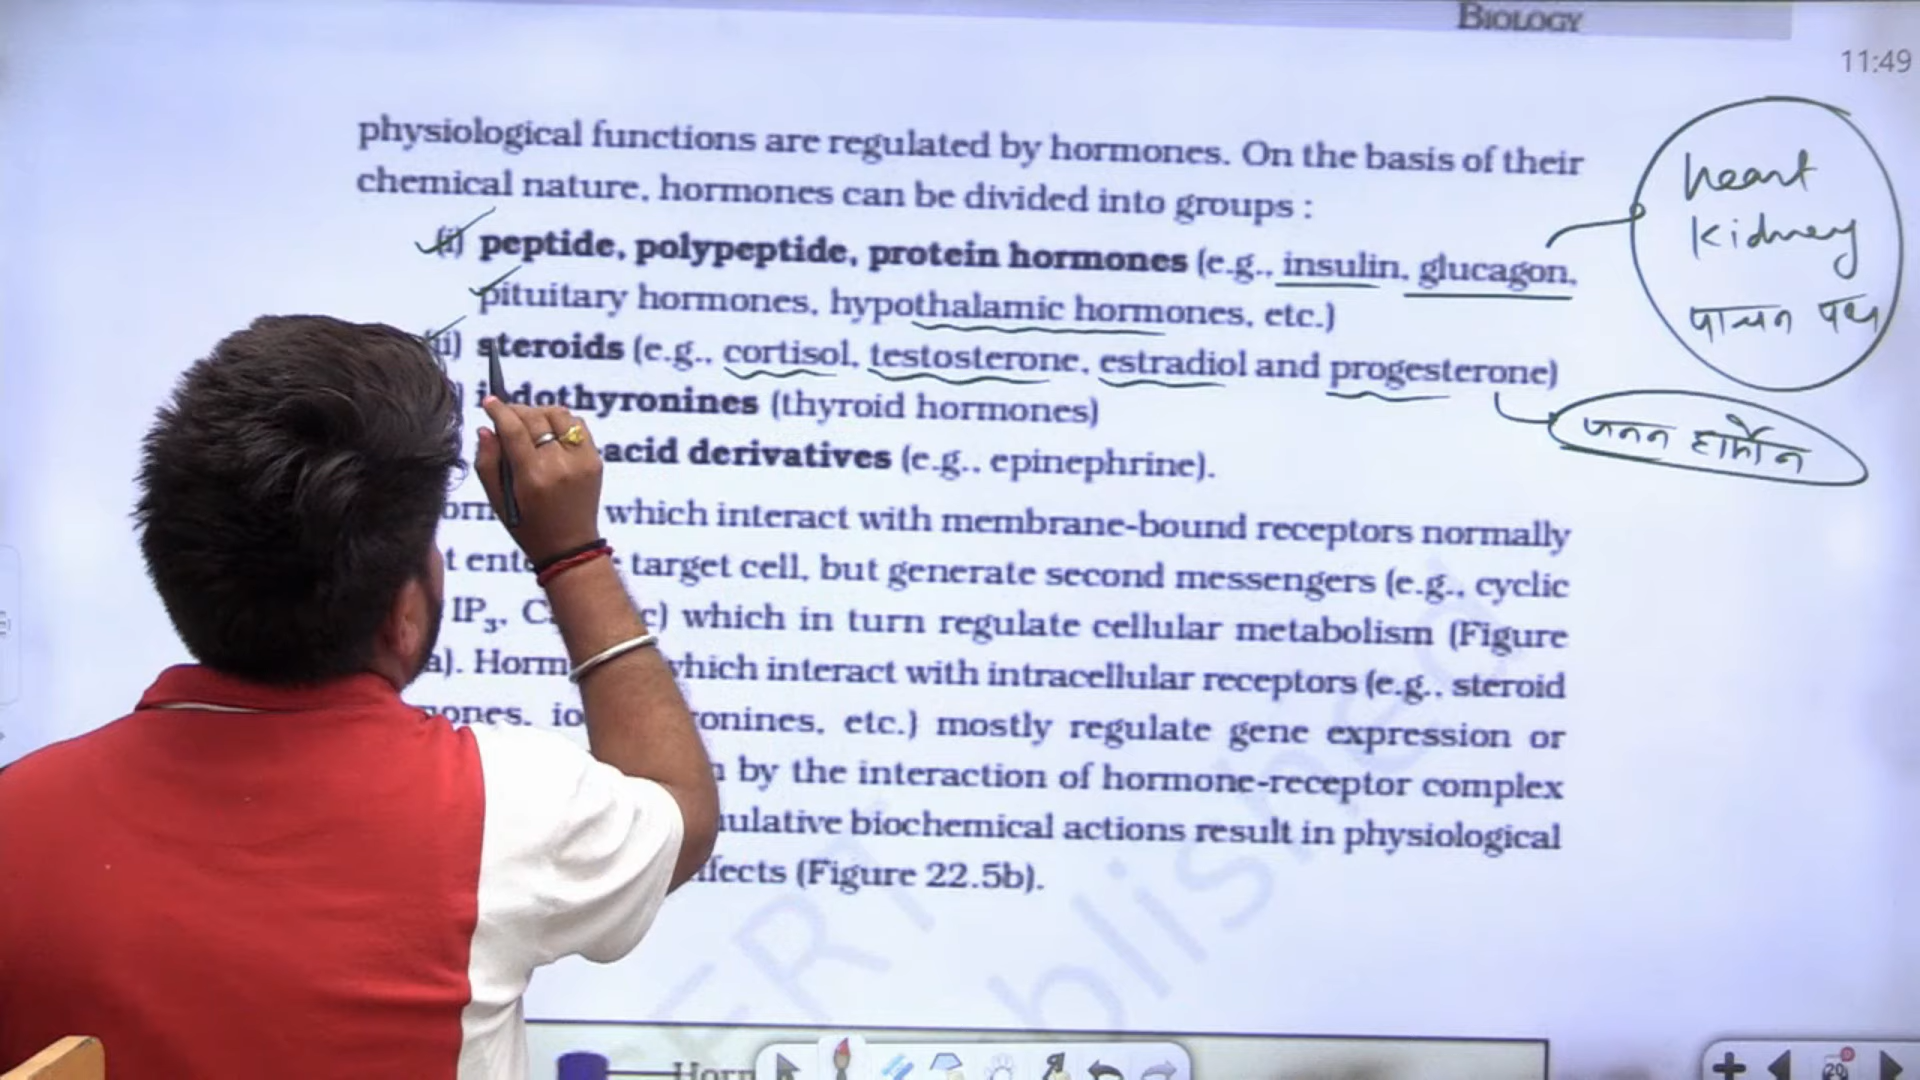 BIOLOGY
11:49
physiological functions are regulated by hormones. On the basis of their
chemical nature, hormones can be divided into groups :
(i) peptide, polypeptide, protein hormones (e.g., insulin, glucagon,
pituitary hormones, hypothalamic hormones, etc.)
(ii) steroids (e.g., cortisol, testosterone, estradiol and progesterone)
iodothyronines (thyroid hormones)
acid derivatives (e.g., epinephrine).
which interact with membrane-bound receptors normally
target cell, but generate second messengers (e.g., cyclic
IP₃, c) which in turn regulate cellular metabolism (Figure
a). which interact with intracellular receptors (e.g., steroid
etc.) mostly regulate gene expression or
by the interaction of hormone-receptor complex
biochemical actions result in physiological
(Figure 22.5b).
heart
kidney
पाचन पथ
जनन हार्मोन
20